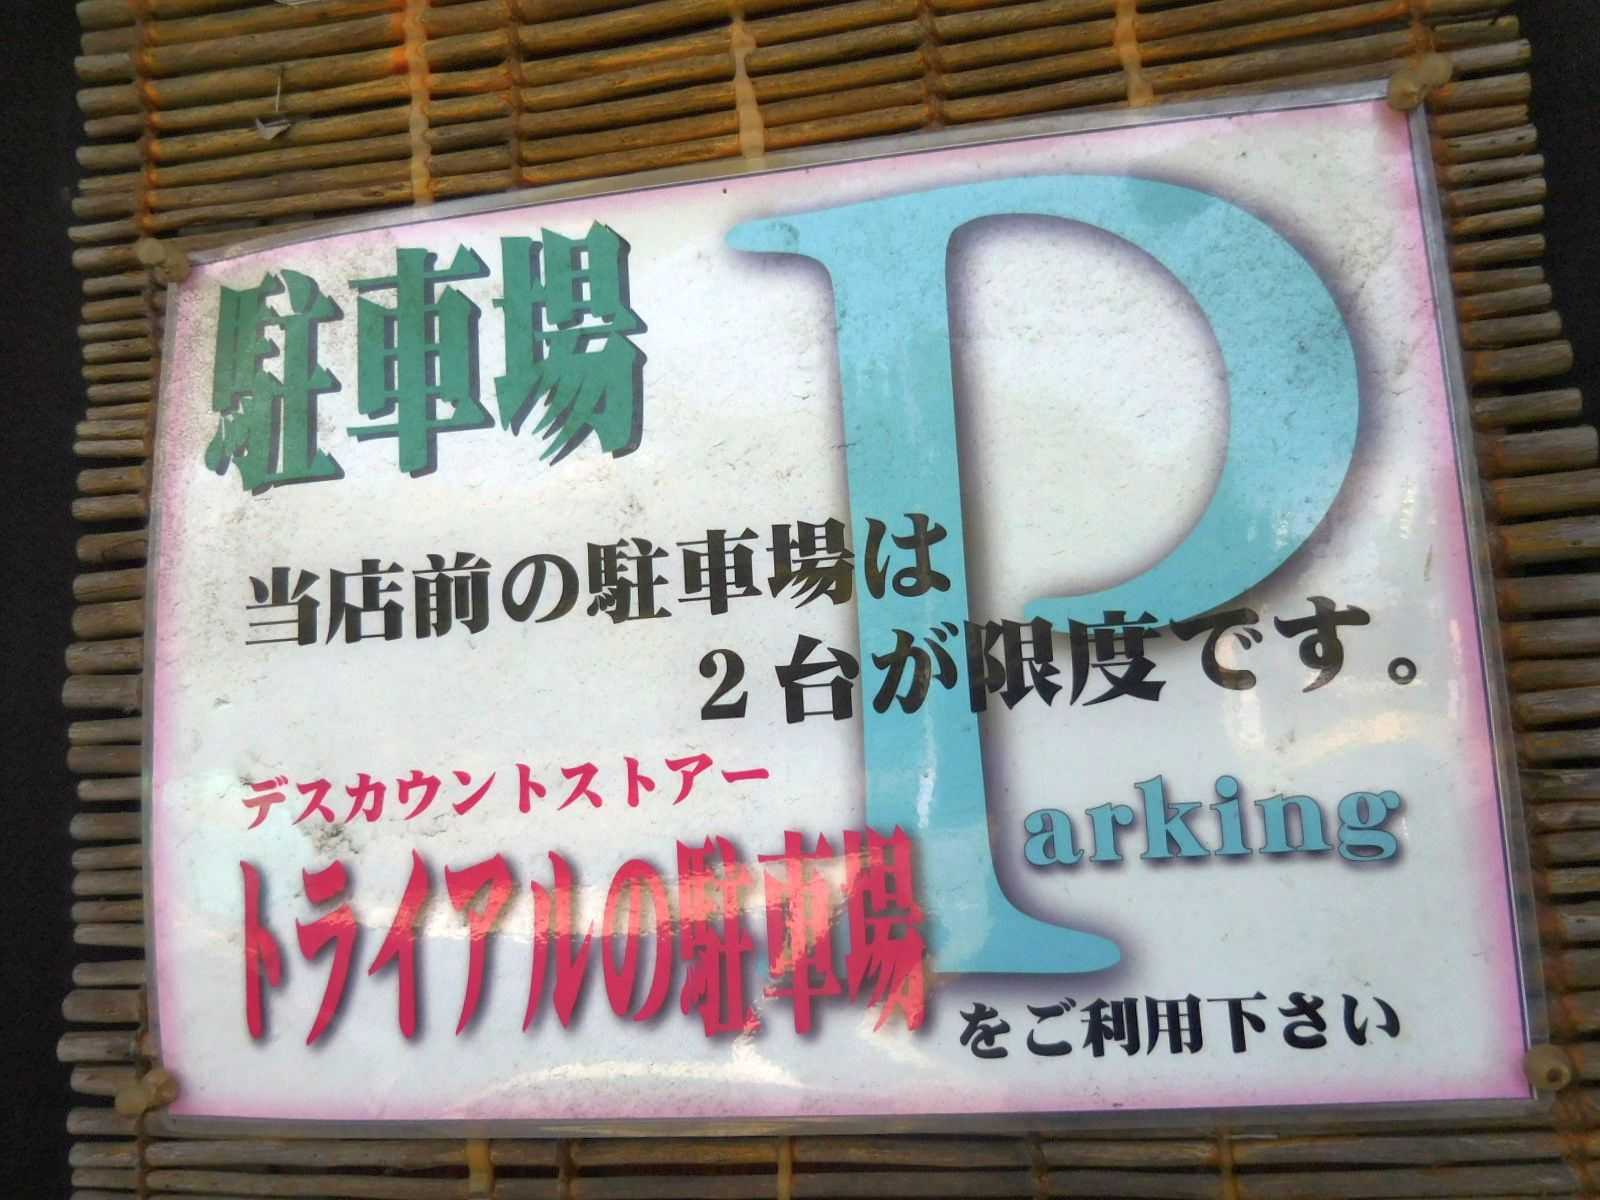 駐車場
当店前の駐車場は
2台が限度です。
Parking
デスカウントストアー
トライアルの駐車場
をご利用下さい